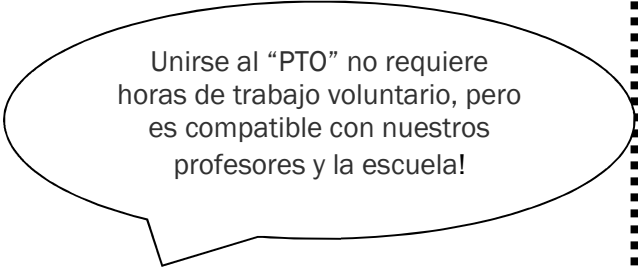 Unirse al “PTO” no requiere
horas de trabajo voluntario, pero
es compatible con nuestros
profesores y la escuela!